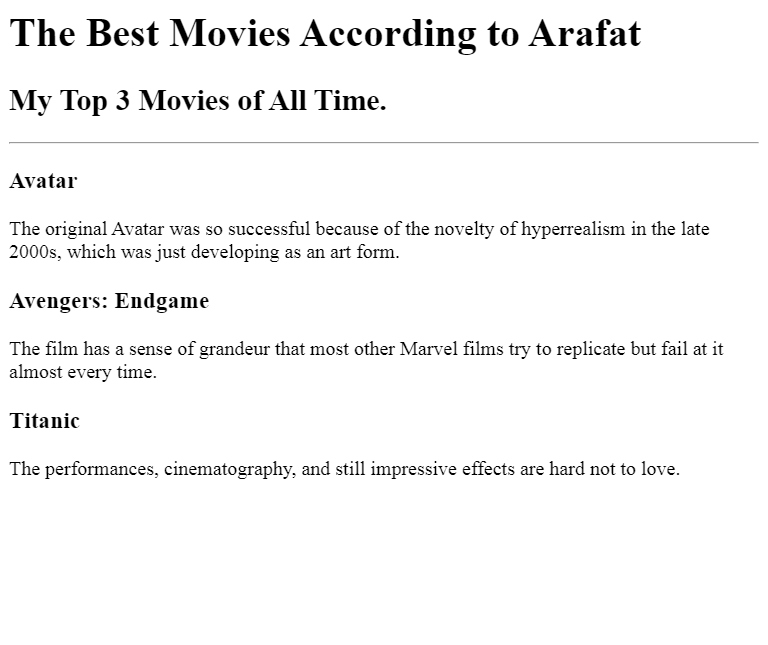 The Best Movies According to Arafat
My Top 3 Movies of All Time.
Avatar
The original Avatar was so successful because of the novelty of hyperrealism in the late
2000s, which was just developing as an art form.
Avengers: Endgame
The film has a sense of grandeur that most other Marvel films try to replicate but fail at it
almost every time.
Titanic
The performances, cinematography, and still impressive effects are hard not to love.